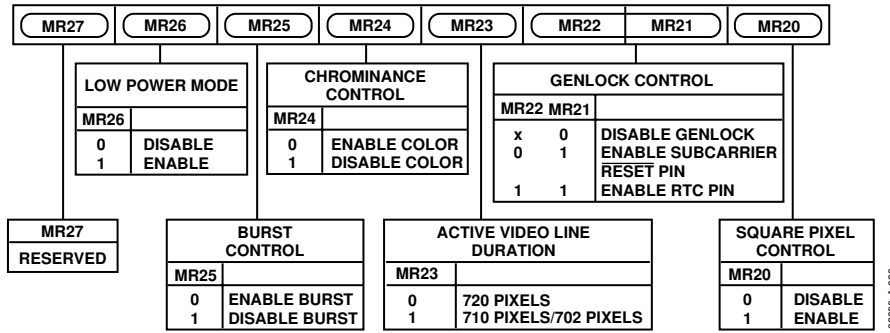 MR27 MR26 MR25 MR24 MR23 MR22 MR21 MR20
LOW POWER MODE
MR26
0 DISABLE
1 ENABLE
CHROMINANCE
CONTROL
MR24
0 ENABLE COLOR
1 DISABLE COLOR
GENLOCK CONTROL
MR22 MR21
x 0 DISABLE GENLOCK
0 1 ENABLE SUBCARRIER
RESET PIN
1 1 ENABLE RTC PIN
MR27
RESERVED
BURST
CONTROL
MR25
0 ENABLE BURST
1 DISABLE BURST
ACTIVE VIDEO LINE
DURATION
MR23
0 720 PIXELS
1 710 PIXELS/702 PIXELS
SQUARE PIXEL
CONTROL
MR20
0 DISABLE
1 ENABLE